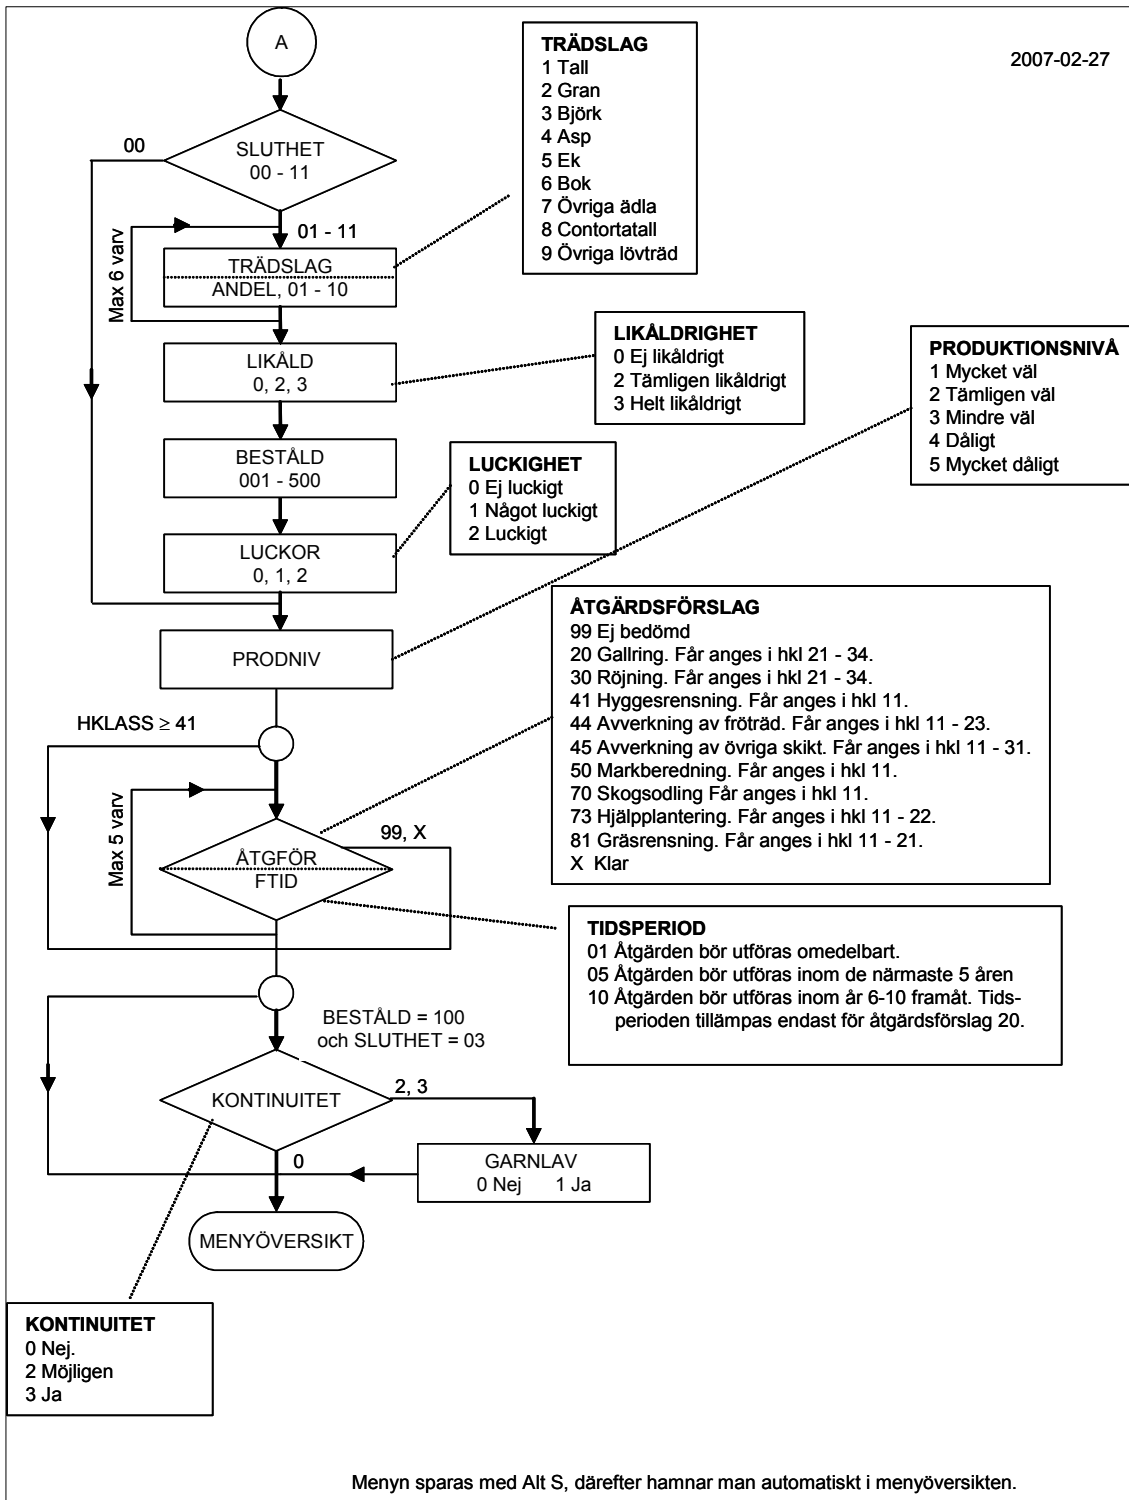 A
2007-02-27
TRÄDSLAG
1 Tall
2 Gran
3 Björk
4 Asp
5 Ek
6 Bok
7 Övriga ädla
8 Contortatall
9 Övriga lövträd
00
SLUTHET
00 - 11
01 - 11
Max 6 varv
TRÄDSLAG
ANDEL, 01 - 10
LIKÅLDRIGHET
0 Ej likåldrigt
2 Tämligen likåldrigt
3 Helt likåldrigt
PRODUKTIONSNIVÅ
1 Mycket väl
2 Tämligen väl
3 Mindre väl
4 Dåligt
5 Mycket dåligt
LIKÅLD
0, 2, 3
BESTÅLD
001 - 500
LUCKIGHET
0 Ej luckigt
1 Något luckigt
2 Luckigt
LUCKOR
0, 1, 2
PRODNIV
ÅTGÄRDSFÖRSLAG
99 Ej bedömd
20 Gallring. Får anges i hkl 21 - 34.
30 Röjning. Får anges i hkl 21 - 34.
41 Hyggesrensning. Får anges i hkl 11.
44 Avverkning av fröträd. Får anges i hkl 11 - 23.
45 Avverkning av övriga skikt. Får anges i hkl 11 - 31.
50 Markberedning. Får anges i hkl 11.
70 Skogsodling Får anges i hkl 11.
73 Hjälpplantering. Får anges i hkl 11 - 22.
81 Gräsrensning. Får anges i hkl 11 - 21.
X Klar
HKLASS ≥ 41
Max 5 varv
99, X
ÅTGFÖR
FTID
TIDSPERIOD
01 Åtgärden bör utföras omedelbart.
05 Åtgärden bör utföras inom de närmaste 5 åren
10 Åtgärden bör utföras inom år 6-10 framåt. Tids-
perioden tillämpas endast för åtgärdsförslag 20.
BESTÅLD = 100
och SLUTHET = 03
KONTINUITET
2, 3
0
GARNLAV
0 Nej 1 Ja
MENYÖVERSIKT
KONTINUITET
0 Nej.
2 Möjligen
3 Ja
Menyn sparas med Alt S, därefter hamnar man automatiskt i menyöversikten.